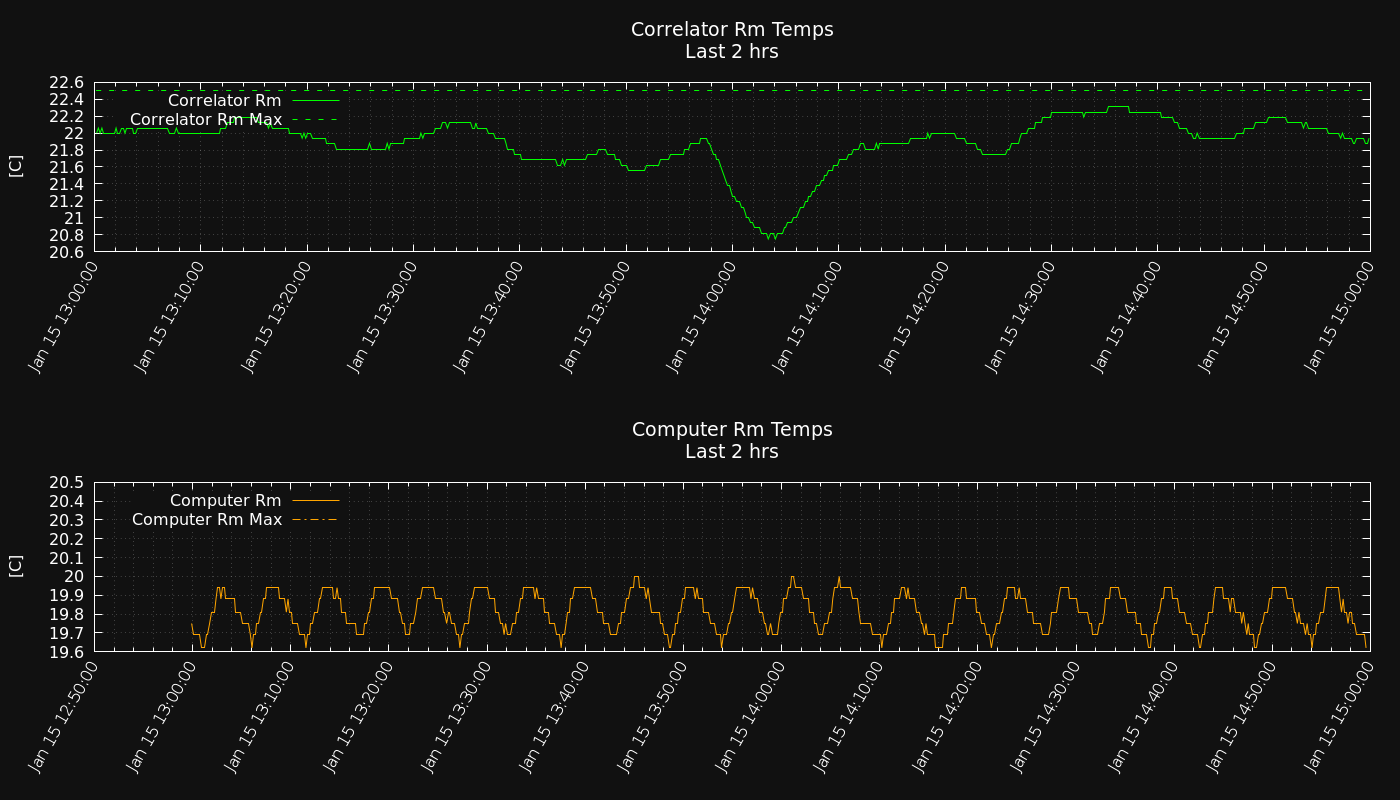 Correlator Rm Temps
Last 2 hrs
22.6
22.4
22.2
22
21.8
21.6
21.4
21.2
21
20.8
20.6
[C]
Correlator Rm
Correlator Rm Max
Jan 15 13:00:00
Jan 15 13:10:00
Jan 15 13:20:00
Jan 15 13:30:00
Jan 15 13:40:00
Jan 15 13:50:00
Jan 15 14:00:00
Jan 15 14:10:00
Jan 15 14:20:00
Jan 15 14:30:00
Jan 15 14:40:00
Jan 15 14:50:00
Jan 15 15:00:00
Computer Rm Temps
Last 2 hrs
20.5
20.4
20.3
20.2
20.1
20
19.9
19.8
19.7
19.6
[C]
Computer Rm
Computer Rm Max
Jan 15 12:50:00
Jan 15 13:00:00
Jan 15 13:10:00
Jan 15 13:20:00
Jan 15 13:30:00
Jan 15 13:40:00
Jan 15 13:50:00
Jan 15 14:00:00
Jan 15 14:10:00
Jan 15 14:20:00
Jan 15 14:30:00
Jan 15 14:40:00
Jan 15 14:50:00
Jan 15 15:00:00